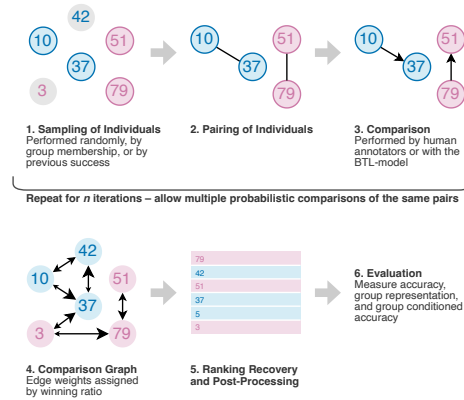 42
10
51
37
3
79
10
37
51
79
10
37
51
79
1. Sampling of Individuals
Performed randomly, by
group membership, or by
previous success
2. Pairing of Individuals
3. Comparison
Performed by human
annotators or with the
BTL-model
Repeat for n iterations – allow multiple probabilistic comparisons of the same pairs
42
10
51
37
3
79
4. Comparison Graph
Edge weights assigned
by winning ratio
79
42
51
37
5
3
5. Ranking Recovery
and Post-Processing
6. Evaluation
Measure accuracy,
group representation,
and group conditioned
accuracy